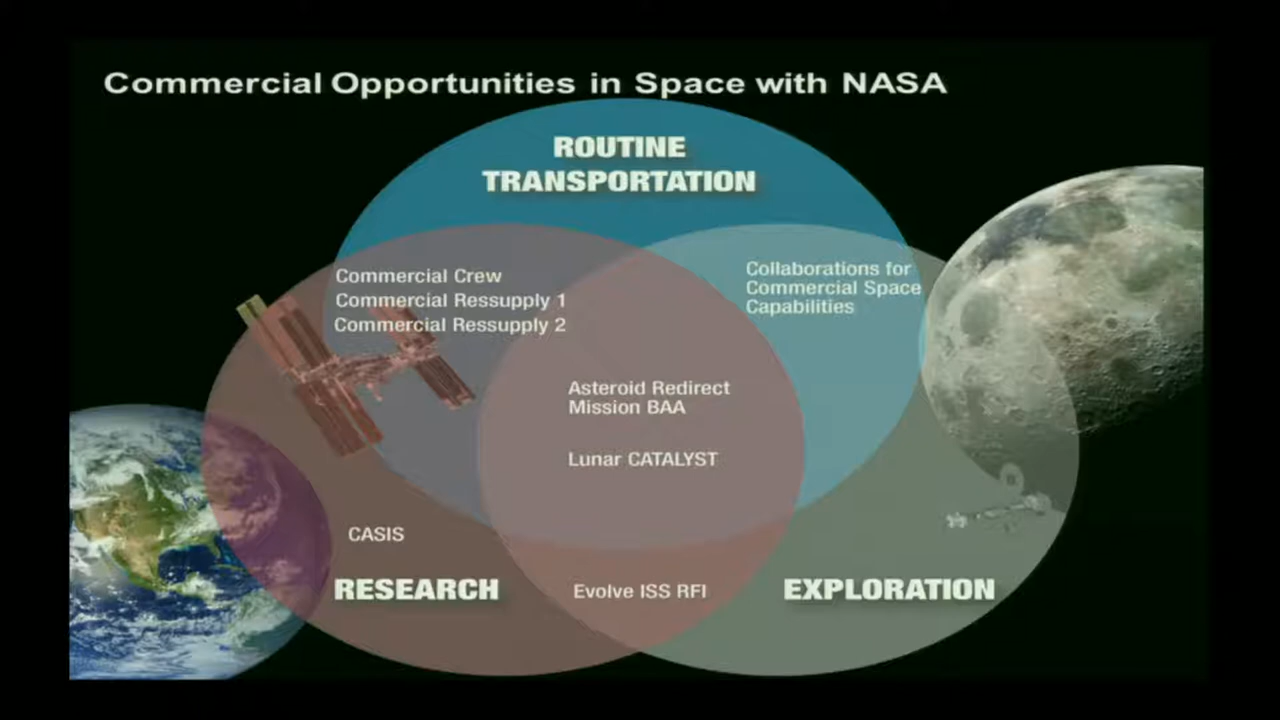 Commercial Opportunities in Space with NASA
ROUTINE
TRANSPORTATION
Commercial Crew
Commercial Ressupply 1
Commercial Ressupply 2
Collaborations for
Commercial Space
Capabilities
Asteroid Redirect
Mission BAA
Lunar CATALYST
CASIS
RESEARCH
Evolve ISS RFI
EXPLORATION